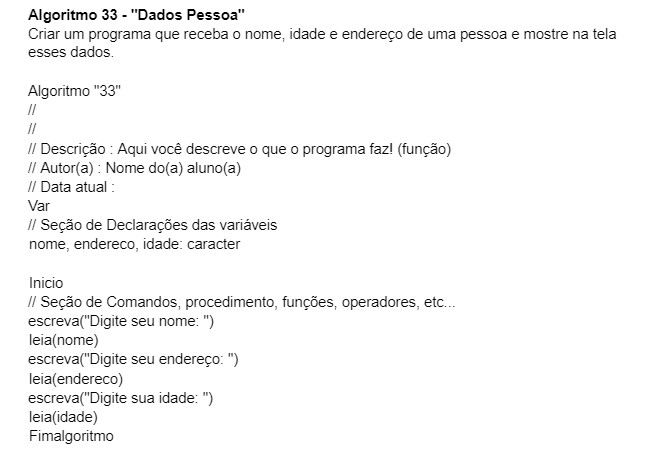 Algoritmo 33 - "Dados Pessoa"
Criar um programa que receba o nome, idade e endereço de uma pessoa e mostre na tela
esses dados.
Algoritmo "33"
//
//
// Descrição : Aqui você descreve o que o programa faz! (função)
// Autor(a) : Nome do(a) aluno(a)
// Data atual :
Var
// Seção de Declarações das variáveis
nome, endereco, idade: caracter
Inicio
// Seção de Comandos, procedimento, funções, operadores, etc...
escreva("Digite seu nome: ")
leia(nome)
escreva("Digite seu endereço: ")
leia(endereco)
escreva("Digite sua idade: ")
leia(idade)
Fimalgoritmo